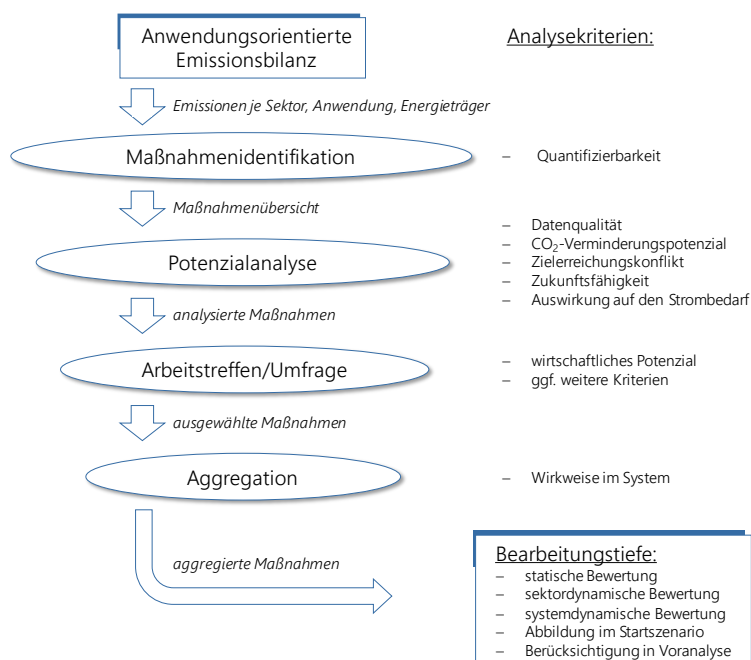 Anwendungsorientierte
Emissionsbilanz
Analysekriterien:
Emissionen je Sektor, Anwendung, Energieträger
Maßnahmenidentifikation
– Quantifizierbarkeit
Maßnahmenübersicht
Potenzialanalyse
– Datenqualität
– CO₂-Verminderungspotenzial
– Zielerreichungskonflikt
– Zukunftsfähigkeit
– Auswirkung auf den Strombedarf
analysierte Maßnahmen
Arbeitstreffen/Umfrage
– wirtschaftliches Potenzial
– ggf. weitere Kriterien
ausgewählte Maßnahmen
Aggregation
– Wirkweise im System
aggregierte Maßnahmen
Bearbeitungstiefe:
– statische Bewertung
– sektordynamische Bewertung
– systemdynamische Bewertung
– Abbildung im Startszenario
– Berücksichtigung in Voranalyse